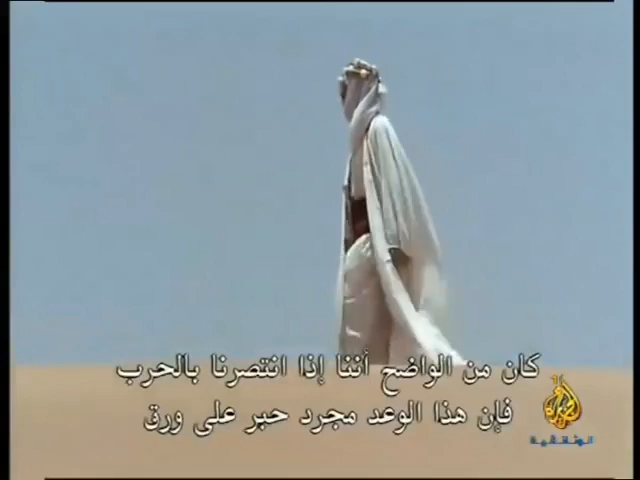 كان من الواضح أننا إذا انتصرنا بالحرب
فإن هذا الوعد مجرد حبر على ورق
الوثائقية